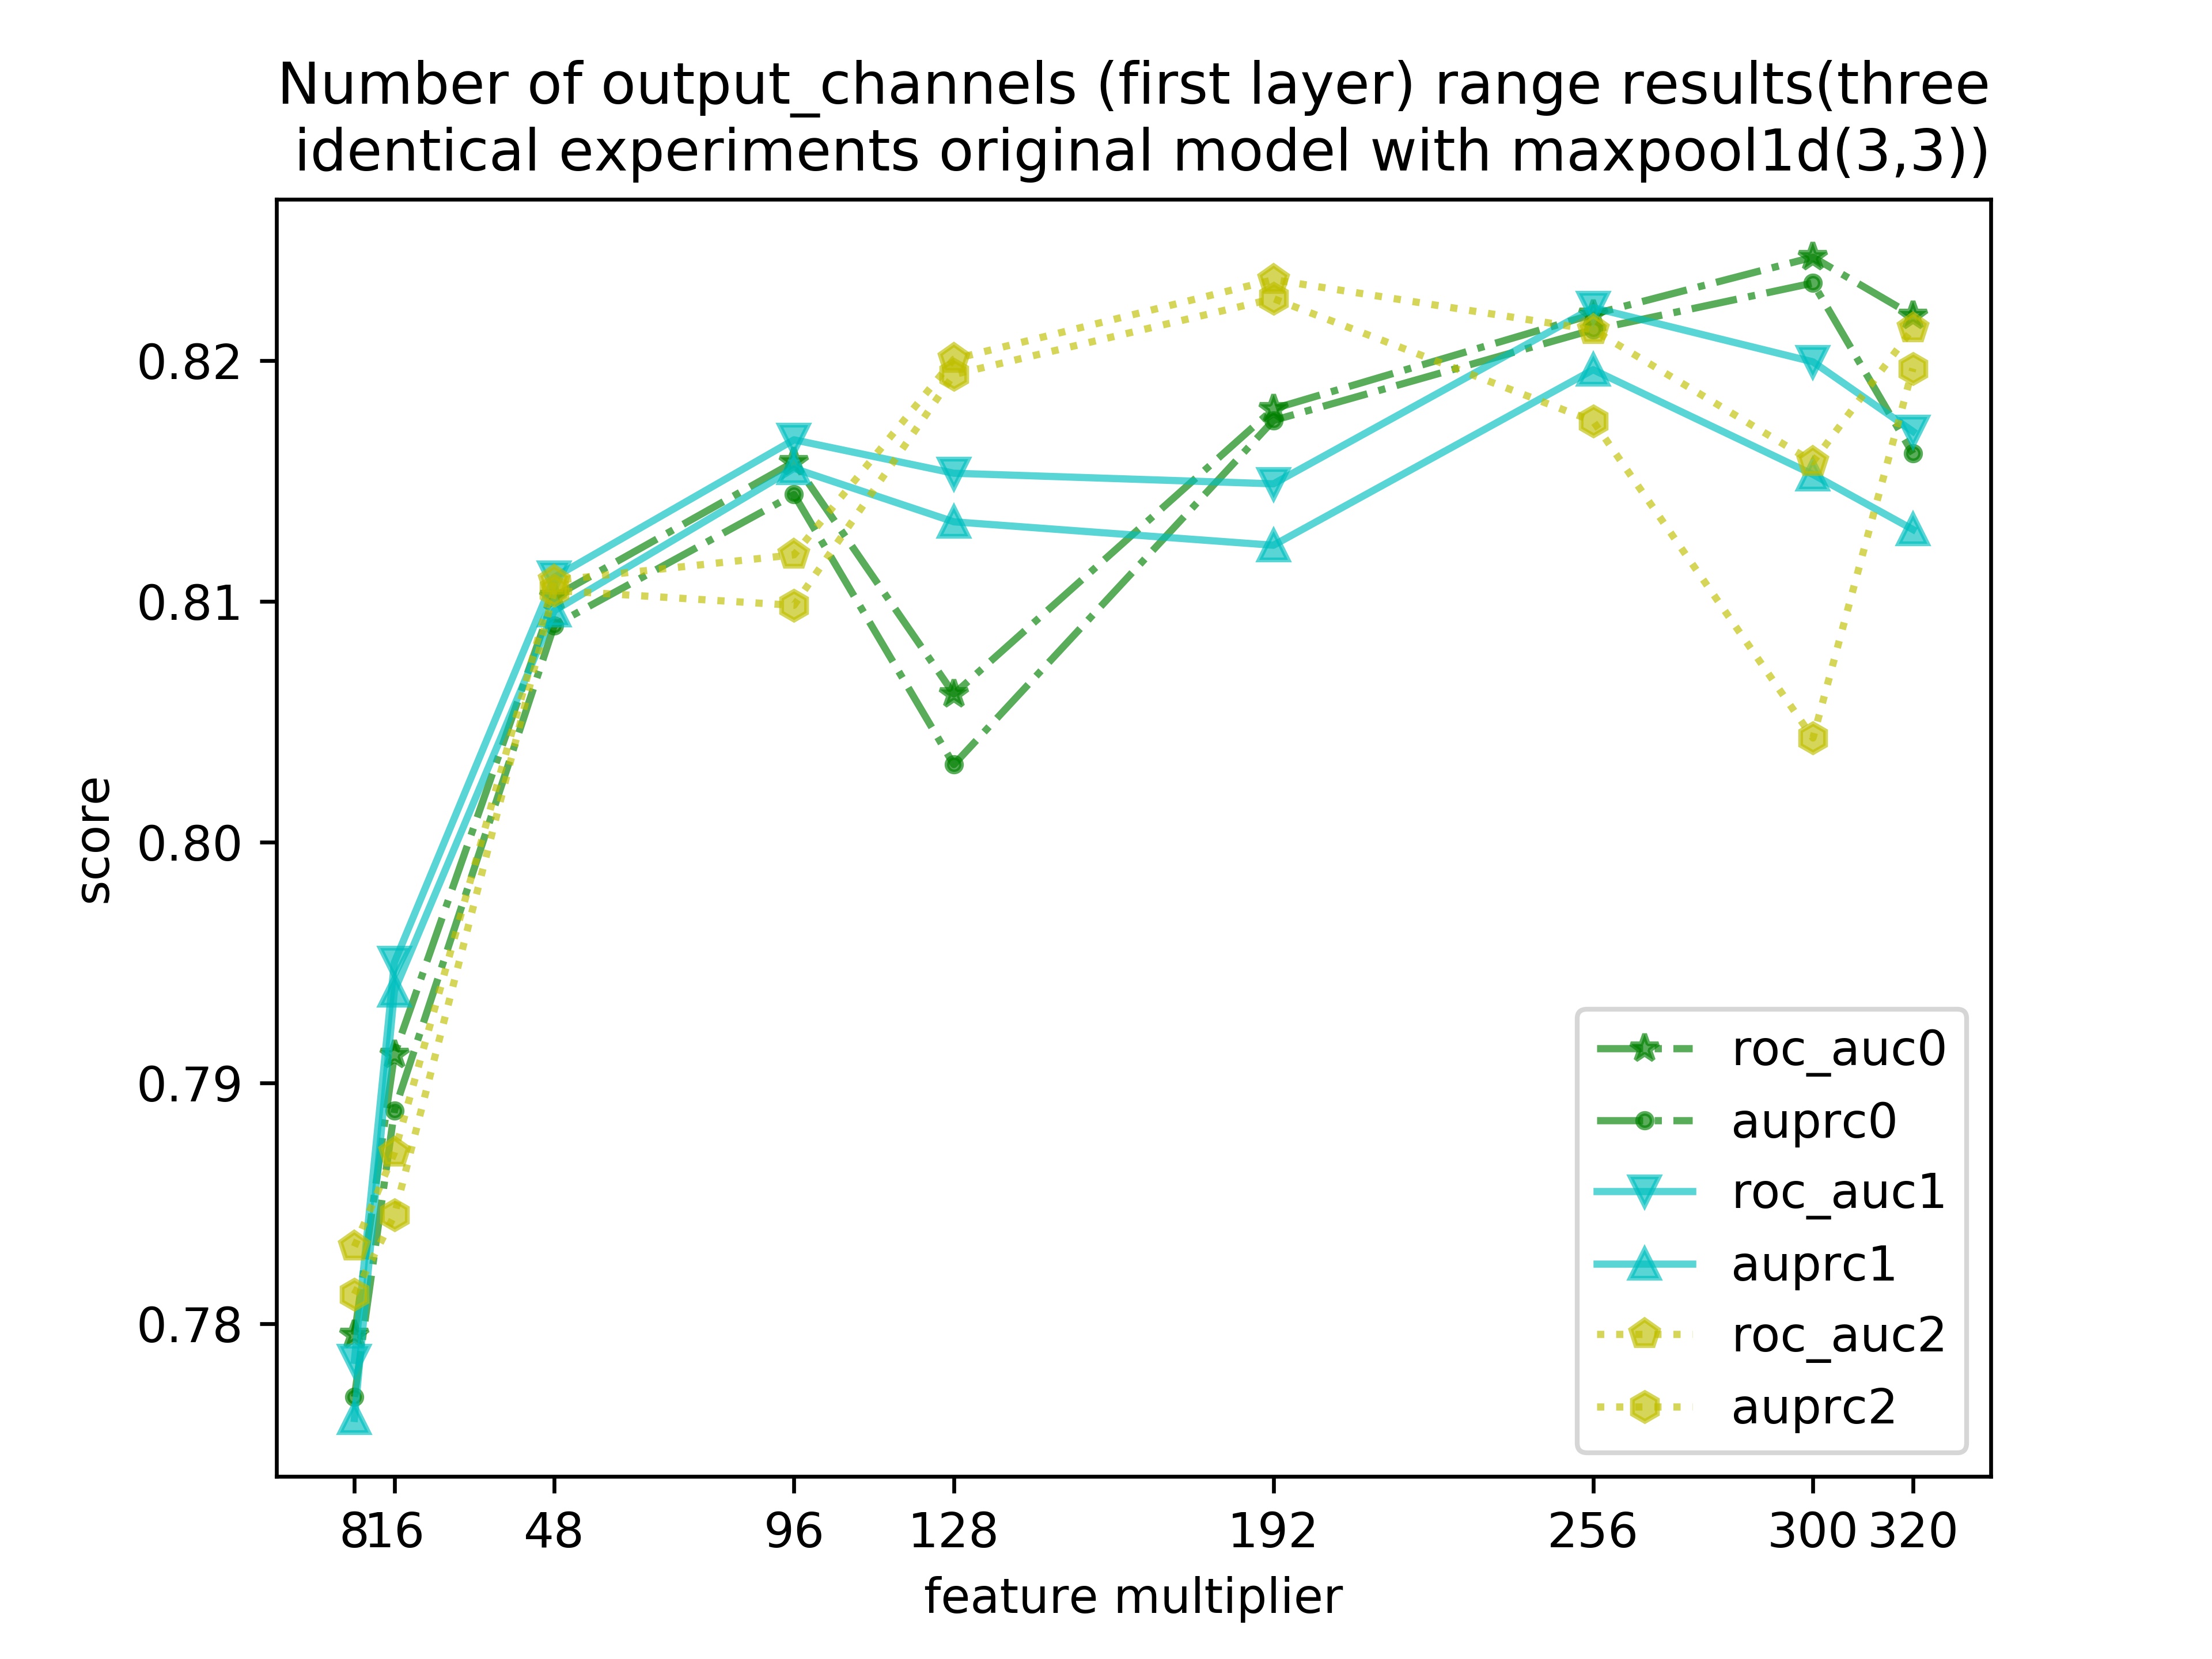 Number of output_channels (first layer) range results(three
identical experiments original model with maxpool1d(3,3))
score
0.82
0.81
0.80
0.79
0.78
roc_auc0
auprc0
roc_auc1
auprc1
roc_auc2
auprc2
8 16 48 96 128 192 256 300 320
feature multiplier